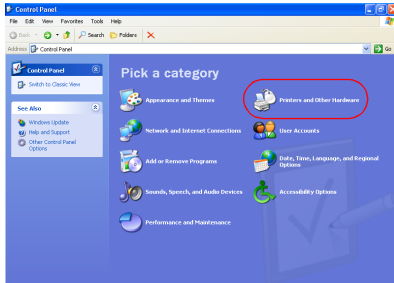 Control Panel
File Edit View Favorites Tools Help
Back Search Folders
Address Control Panel Go
Control Panel
Switch to Classic View
See Also
Windows Update
Help and Support
Other Control Panel
Options
Pick a category
Appearance and Themes
Printers and Other Hardware
Network and Internet Connections
User Accounts
Add or Remove Programs
Date, Time, Language, and Regional
Options
Sounds, Speech, and Audio Devices
Accessibility Options
Performance and Maintenance